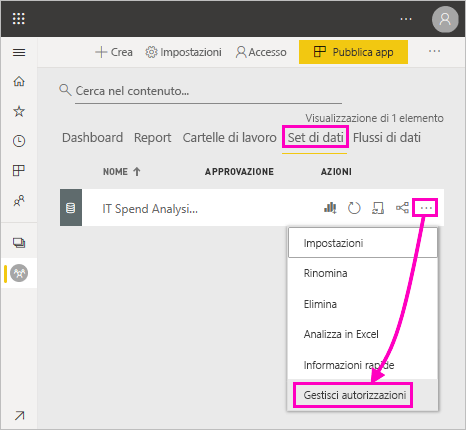 Crea Impostazioni Accesso Pubblica app
Cerca nel contenuto...
Visualizzazione di 1 elemento
Dashboard Report Cartelle di lavoro Set di dati Flussi di dati
NOME APPROVAZIONE AZIONI
IT Spend Analysi...
Impostazioni
Rinomina
Elimina
Analizza in Excel
Informazioni rapide
Gestisci autorizzazioni